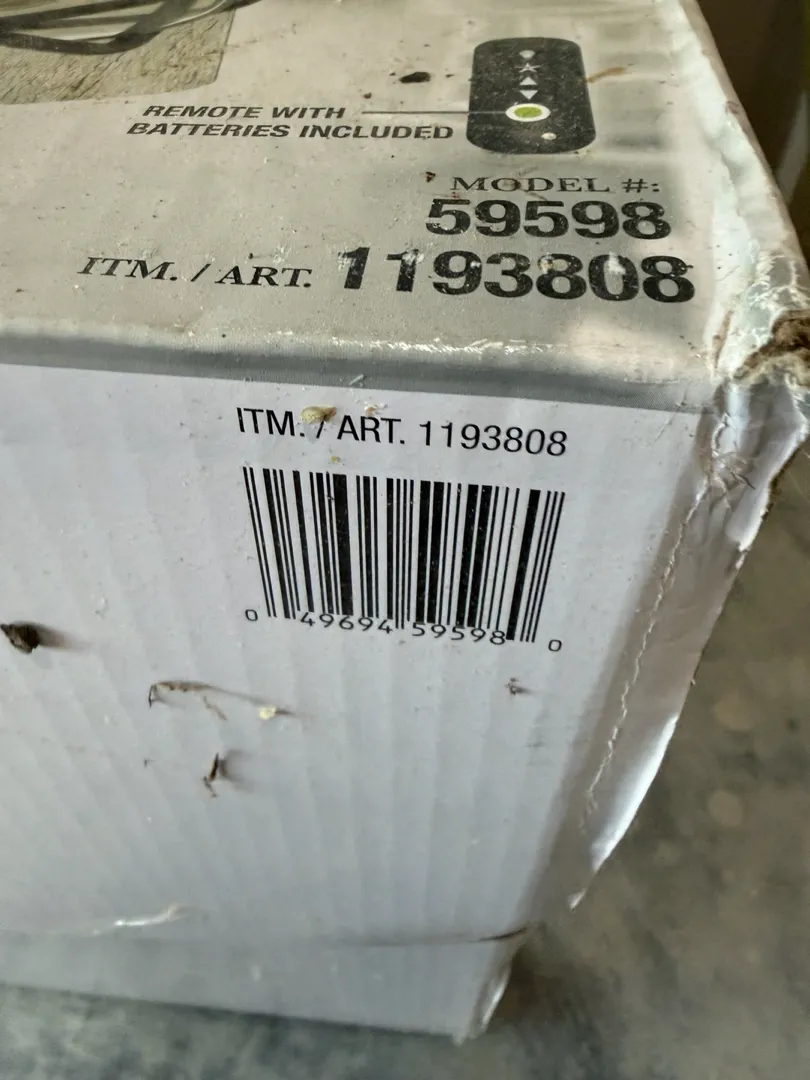 REMOTE WITH
BATTERIES INCLUDED
MODEL #:
59598
ITM. / ART. 1193808
ITM. / ART. 1193808
0 49694 59598 0